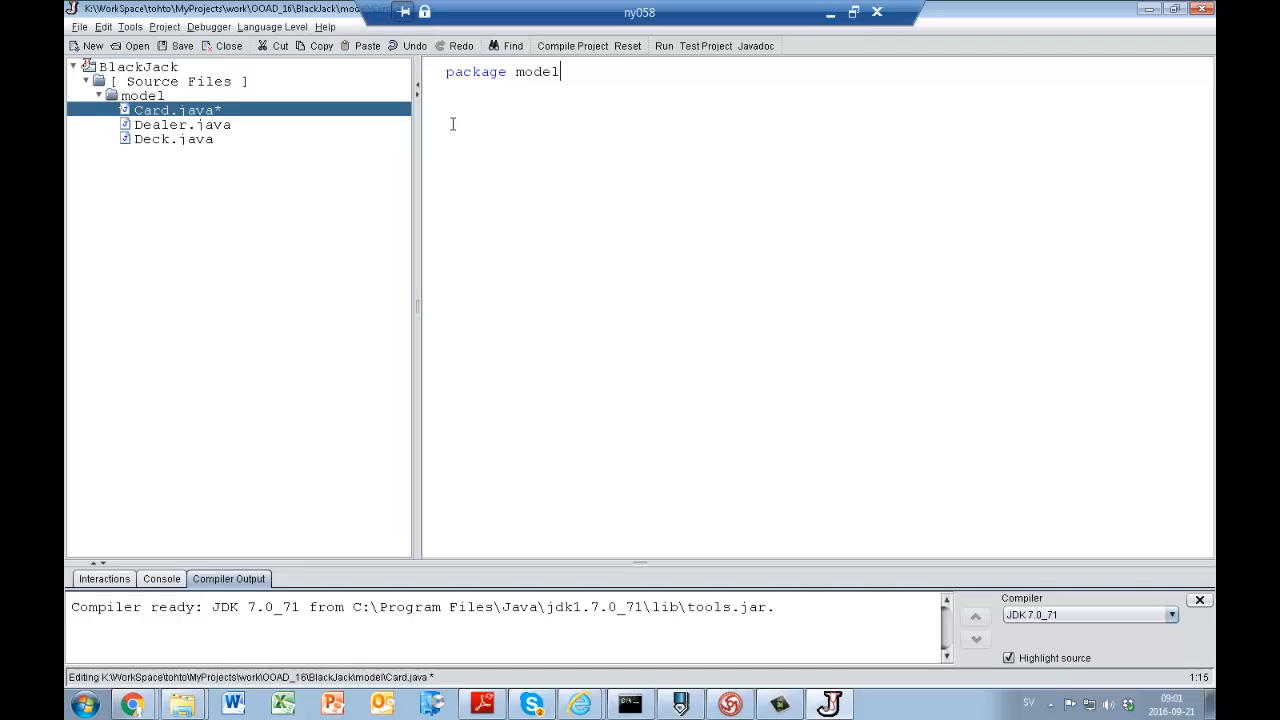 K:\WorkSpace\tohto\MyProjects\work\OOAD_16\BlackJack\mod
ny058
File Edit Tools Project Debugger Language Level Help
New Open Save Close Cut Copy Paste Undo Redo Find Compile Project Reset Run Test Project Javadoc
BlackJack
[ Source Files ]
model
Card.java*
Dealer.java
Deck.java
package model
Interactions Console Compiler Output
Compiler ready: JDK 7.0_71 from C:\Program Files\Java\jdk1.7.0_71\lib\tools.jar.
Compiler
JDK 7.0_71
Highlight source
Editing K:\WorkSpace\tohto\MyProjects\work\OOAD_16\BlackJack\model\Card.java *
1:15
SV
09:01
2016-09-21